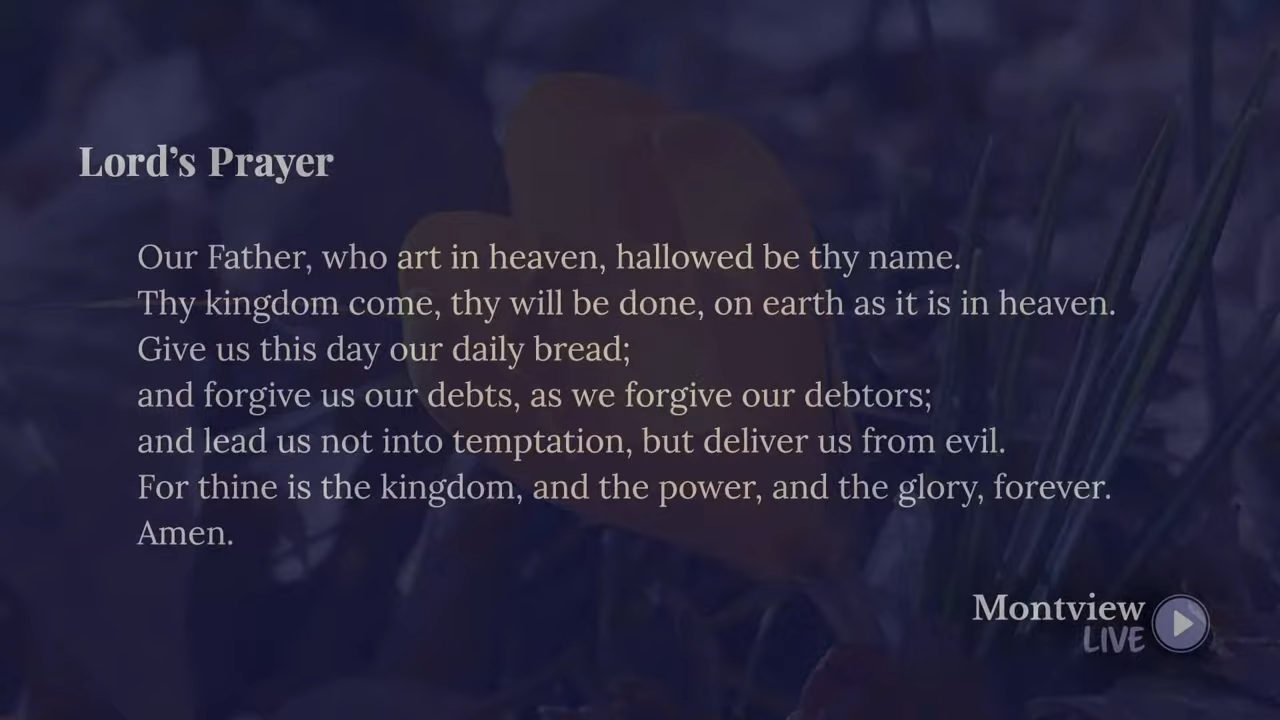 Lord’s Prayer
Our Father, who art in heaven, hallowed be thy name.
Thy kingdom come, thy will be done, on earth as it is in heaven.
Give us this day our daily bread;
and forgive us our debts, as we forgive our debtors;
and lead us not into temptation, but deliver us from evil.
For thine is the kingdom, and the power, and the glory, forever.
Amen.
Montview
LIVE